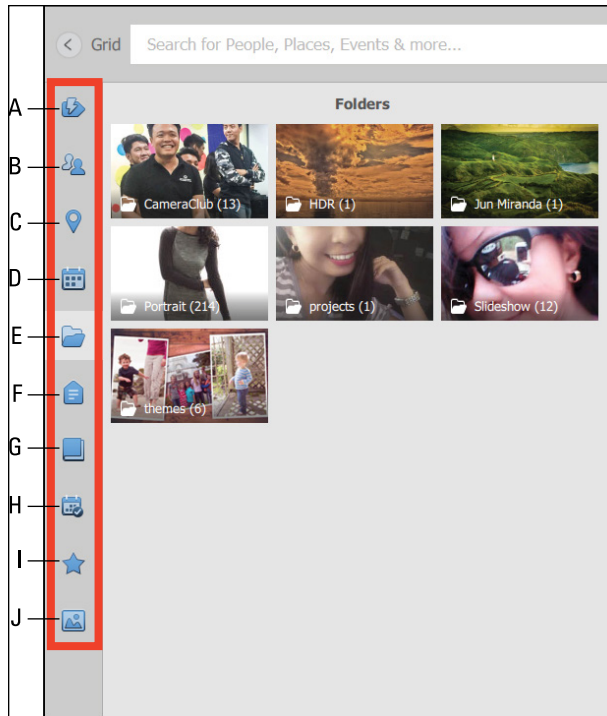 Grid
Search for People, Places, Events & more...
Folders
A
B
C
D
E
F
G
H
I
J
CameraClub (13)
HDR (1)
Jun Miranda (1)
Portrait (214)
projects (1)
Slideshow (12)
themes (6)